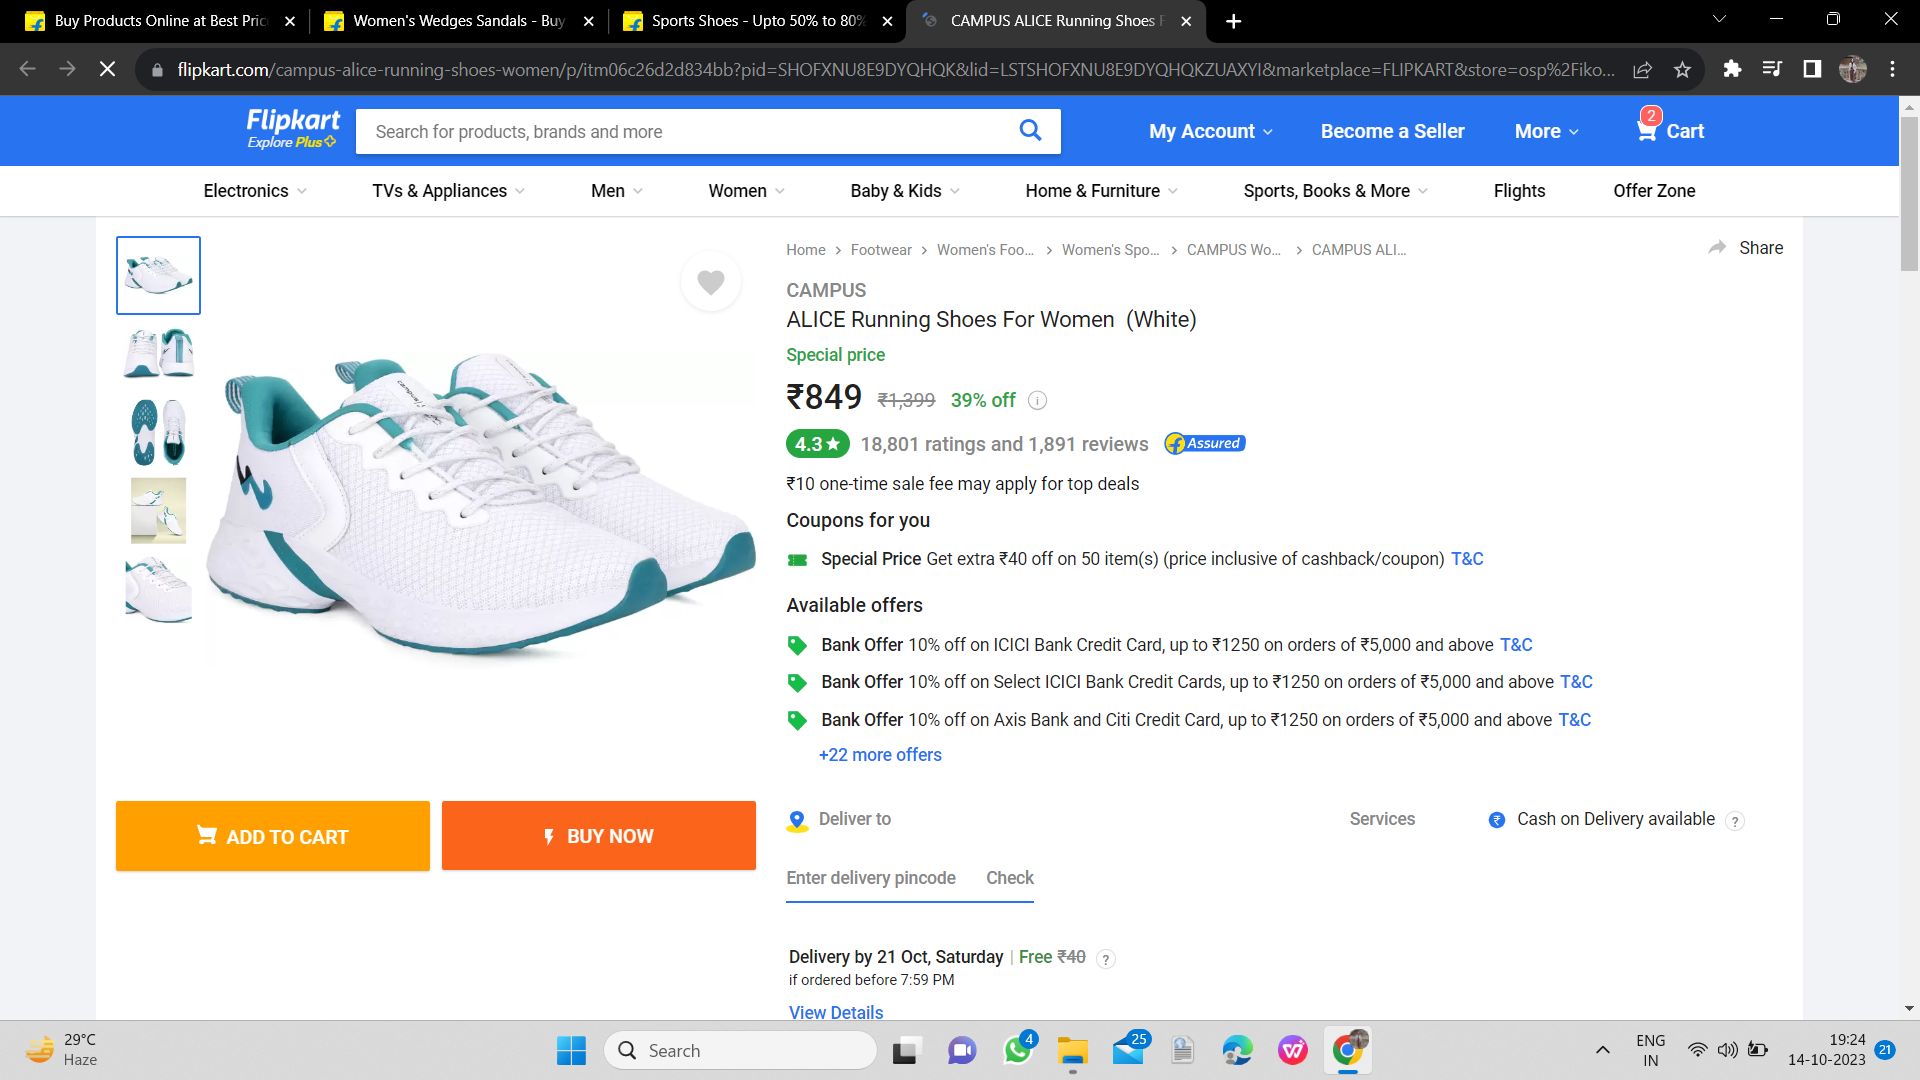 Buy Products Online at Best Pric
Women's Wedges Sandals - Buy
Sports Shoes - Upto 50% to 80%
CAMPUS ALICE Running Shoes F
flipkart.com/campus-alice-running-shoes-women/p/itm06c26d2d834bb?pid=SHOFXNU8E9DYQHQK&lid=LSTSHOFXNU8E9DYQHQKZUAXYI&marketplace=FLIPKART&store=osp%2Fiko...
Flipkart
Explore Plus
Search for products, brands and more
My Account
Become a Seller
More
2
Cart
Electronics
TVs & Appliances
Men
Women
Baby & Kids
Home & Furniture
Sports, Books & More
Flights
Offer Zone
Home > Footwear > Women's Foo... > Women's Spo... > CAMPUS Wo... > CAMPUS ALI...
Share
CAMPUS
ALICE Running Shoes For Women (White)
Special price
₹849 ₹1,399 39% off
4.3★ 18,801 ratings and 1,891 reviews Assured
₹10 one-time sale fee may apply for top deals
Coupons for you
Special Price Get extra ₹40 off on 50 item(s) (price inclusive of cashback/coupon) T&C
Available offers
Bank Offer 10% off on ICICI Bank Credit Card, up to ₹1250 on orders of ₹5,000 and above T&C
Bank Offer 10% off on Select ICICI Bank Credit Cards, up to ₹1250 on orders of ₹5,000 and above T&C
Bank Offer 10% off on Axis Bank and Citi Credit Card, up to ₹1250 on orders of ₹5,000 and above T&C
+22 more offers
ADD TO CART
BUY NOW
Deliver to
Services
₹ Cash on Delivery available ?
Enter delivery pincode
Check
Delivery by 21 Oct, Saturday | Free ₹40 ?
if ordered before 7:59 PM
View Details
29°C
Haze
Search
4
25
ENG
IN
19:24
14-10-2023
21